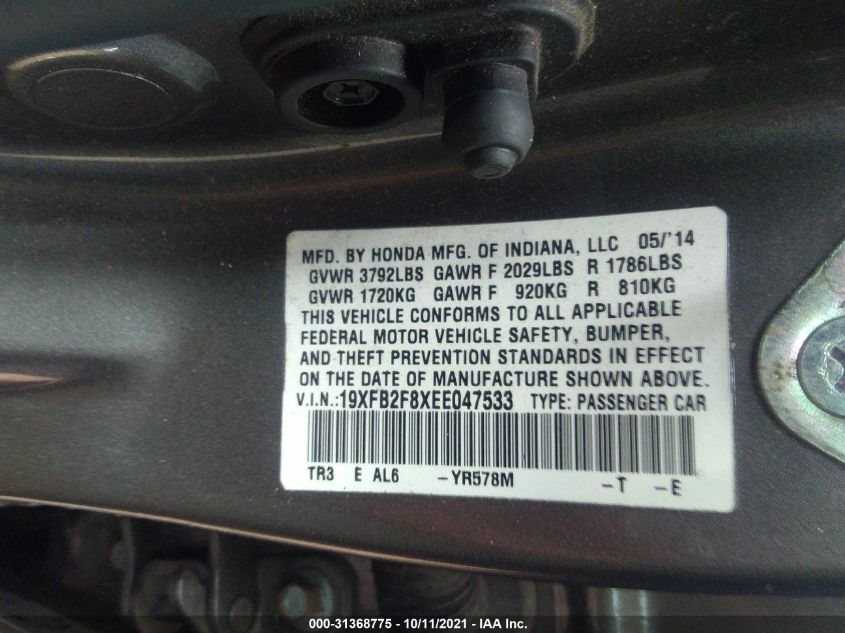 MFD. BY HONDA MFG. OF INDIANA, LLC 05/'14
GVWR 3792LBS GAWR F 2029LBS R 1786LBS
GVWR 1720KG GAWR F 920KG R 810KG
THIS VEHICLE CONFORMS TO ALL APPLICABLE
FEDERAL MOTOR VEHICLE SAFETY, BUMPER,
AND THEFT PREVENTION STANDARDS IN EFFECT
ON THE DATE OF MANUFACTURE SHOWN ABOVE.
V.I.N.:19XFB2F8XEE047533 TYPE: PASSENGER CAR
TR3 E AL6 -YR578M -T -E
000-31368775 - 10/11/2021 - IAA Inc.